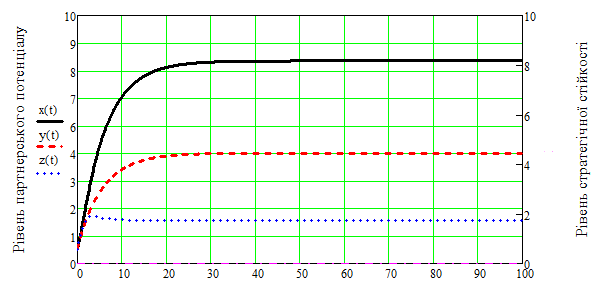 Рівень партнерського потенціалу
x(t)
y(t)
z(t)
10
9
8
7
6
5
4
3
2
1
0
0 10 20 30 40 50 60 70 80 90 100
10
8
6
4
2
0
Рівень стратегічної стійкості